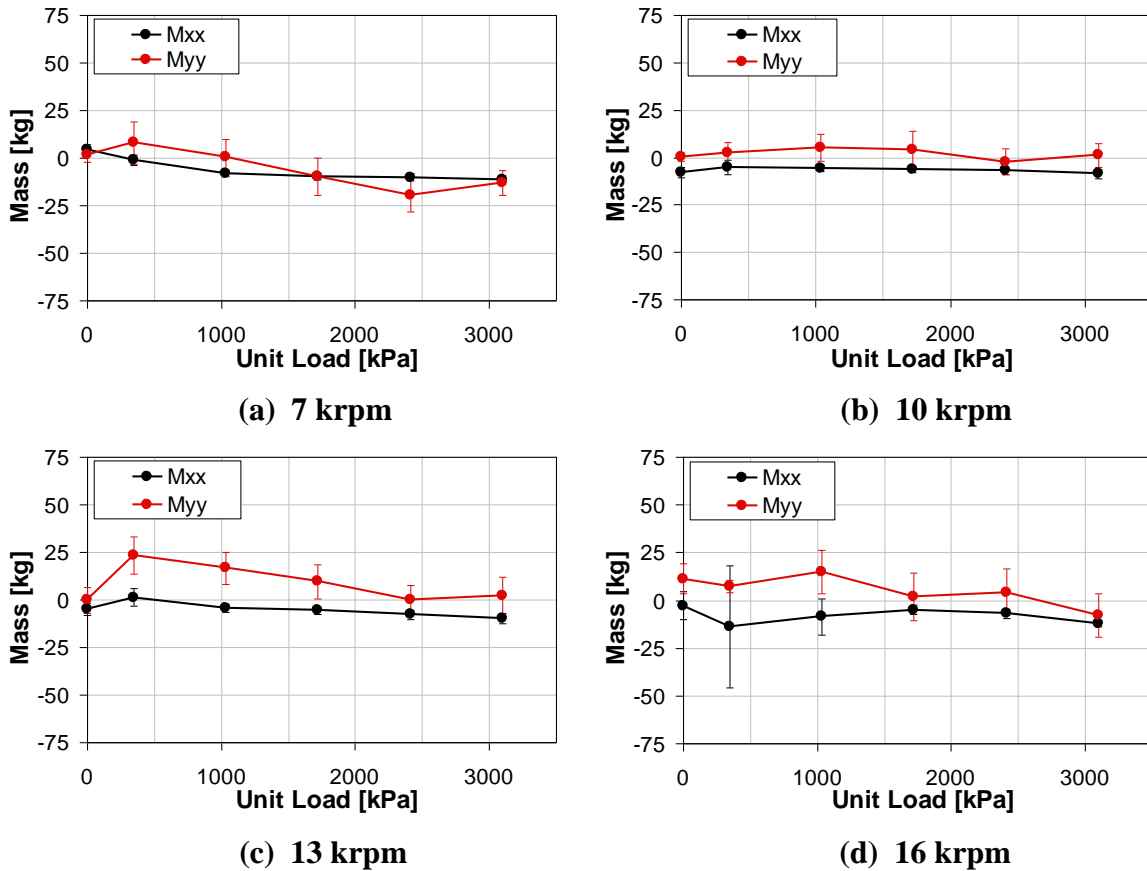 75
50
25
0
-25
-50
-75
Mass [kg]
Mxx
Myy
0 1000 2000 3000
Unit Load [kPa]
(a) 7 krpm
75
50
25
0
-25
-50
-75
Mass [kg]
Mxx
Myy
0 1000 2000 3000
Unit Load [kPa]
(b) 10 krpm
75
50
25
0
-25
-50
-75
Mass [kg]
Mxx
Myy
0 1000 2000 3000
Unit Load [kPa]
(c) 13 krpm
75
50
25
0
-25
-50
-75
Mass [kg]
Mxx
Myy
0 1000 2000 3000
Unit Load [kPa]
(d) 16 krpm